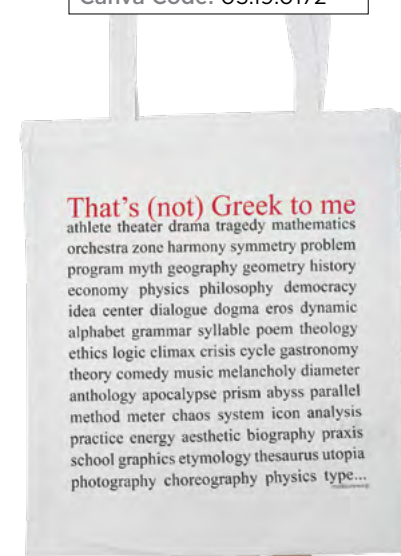 Canva Code: 05.15.0172
That's (not) Greek to me
athlete theater drama tragedy mathematics
orchestra zone harmony symmetry problem
program myth geography geometry history
economy physics philosophy democracy
idea center dialogue dogma eros dynamic
alphabet grammar syllable poem theology
ethics logic climax crisis cycle gastronomy
theory comedy music melancholy diameter
anthology apocalypse prism abyss parallel
method meter chaos system icon analysis
practice energy aesthetic biography praxis
school graphics etymology thesaurus utopia
photography choreography physics type...